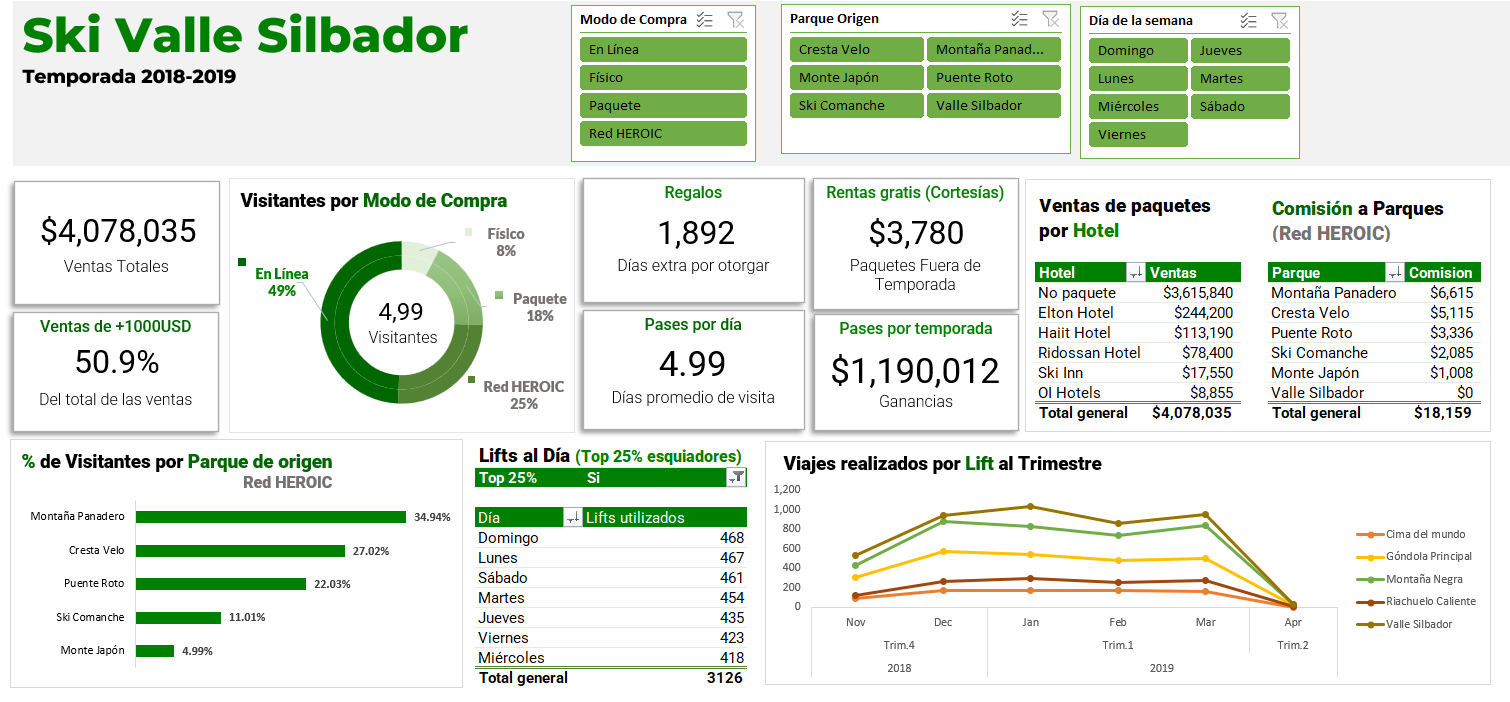 Ski Valle Silbador
Temporada 2018-2019
Modo de Compra
En Línea
Físico
Paquete
Red HEROIC
Parque Origen
Cresta Velo
Montaña Panad...
Monte Japón
Puente Roto
Ski Comanche
Valle Silbador
Día de la semana
Domingo
Jueves
Lunes
Martes
Miércoles
Sábado
Viernes
$4,078,035
Ventas Totales
Ventas de +1000USD
50.9%
Del total de las ventas
Visitantes por Modo de Compra
Físico
8%
En Línea
49%
Paquete
18%
4,99
Visitantes
Red HEROIC
25%
Regalos
1,892
Días extra por otorgar
Pases por día
4.99
Días promedio de visita
Rentas gratis (Cortesías)
$3,780
Paquetes Fuera de
Temporada
Pases por temporada
$1,190,012
Ganancias
Ventas de paquetes
por Hotel
Hotel Ventas
No paquete $3,615,840
Elton Hotel $244,200
Haiit Hotel $113,190
Ridossan Hotel $78,400
Ski Inn $17,550
Ol Hotels $8,855
Total general $4,078,035
Comisión a Parques
(Red HEROIC)
Parque Comision
Montaña Panadero $6,615
Cresta Velo $5,115
Puente Roto $3,336
Ski Comanche $2,085
Monte Japón $1,008
Valle Silbador $0
Total general $18,159
% de Visitantes por Parque de origen
Red HEROIC
Montaña Panadero 34.94%
Cresta Velo 27.02%
Puente Roto 22.03%
Ski Comanche 11.01%
Monte Japón 4.99%
Lifts al Día (Top 25% esquiadores)
Top 25% Si
Día Lifts utilizados
Domingo 468
Lunes 467
Sábado 461
Martes 454
Jueves 435
Viernes 423
Miércoles 418
Total general 3126
Viajes realizados por Lift al Trimestre
1,200
1,000
800
600
400
200
0
Nov Dec Jan Feb Mar Apr
Trim.4 Trim.1 Trim.2
2018 2019
Cima del mundo
Góndola Principal
Montaña Negra
Riachuelo Caliente
Valle Silbador